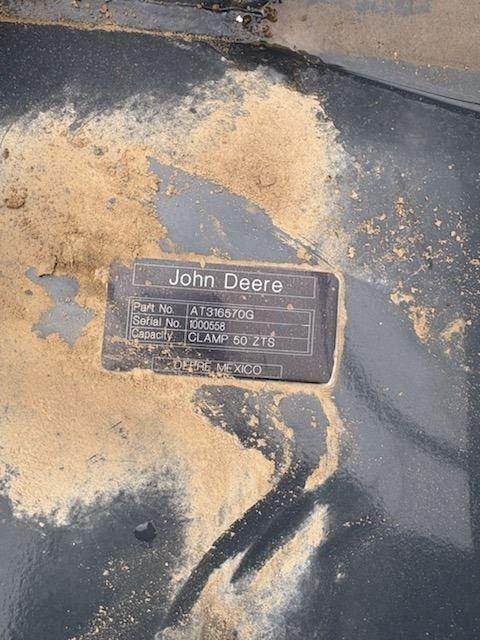 John Deere
Part No. AT316570G
Serial No. 1000558
Capacity CLAMP 50 ZTS
DEERE MEXICO